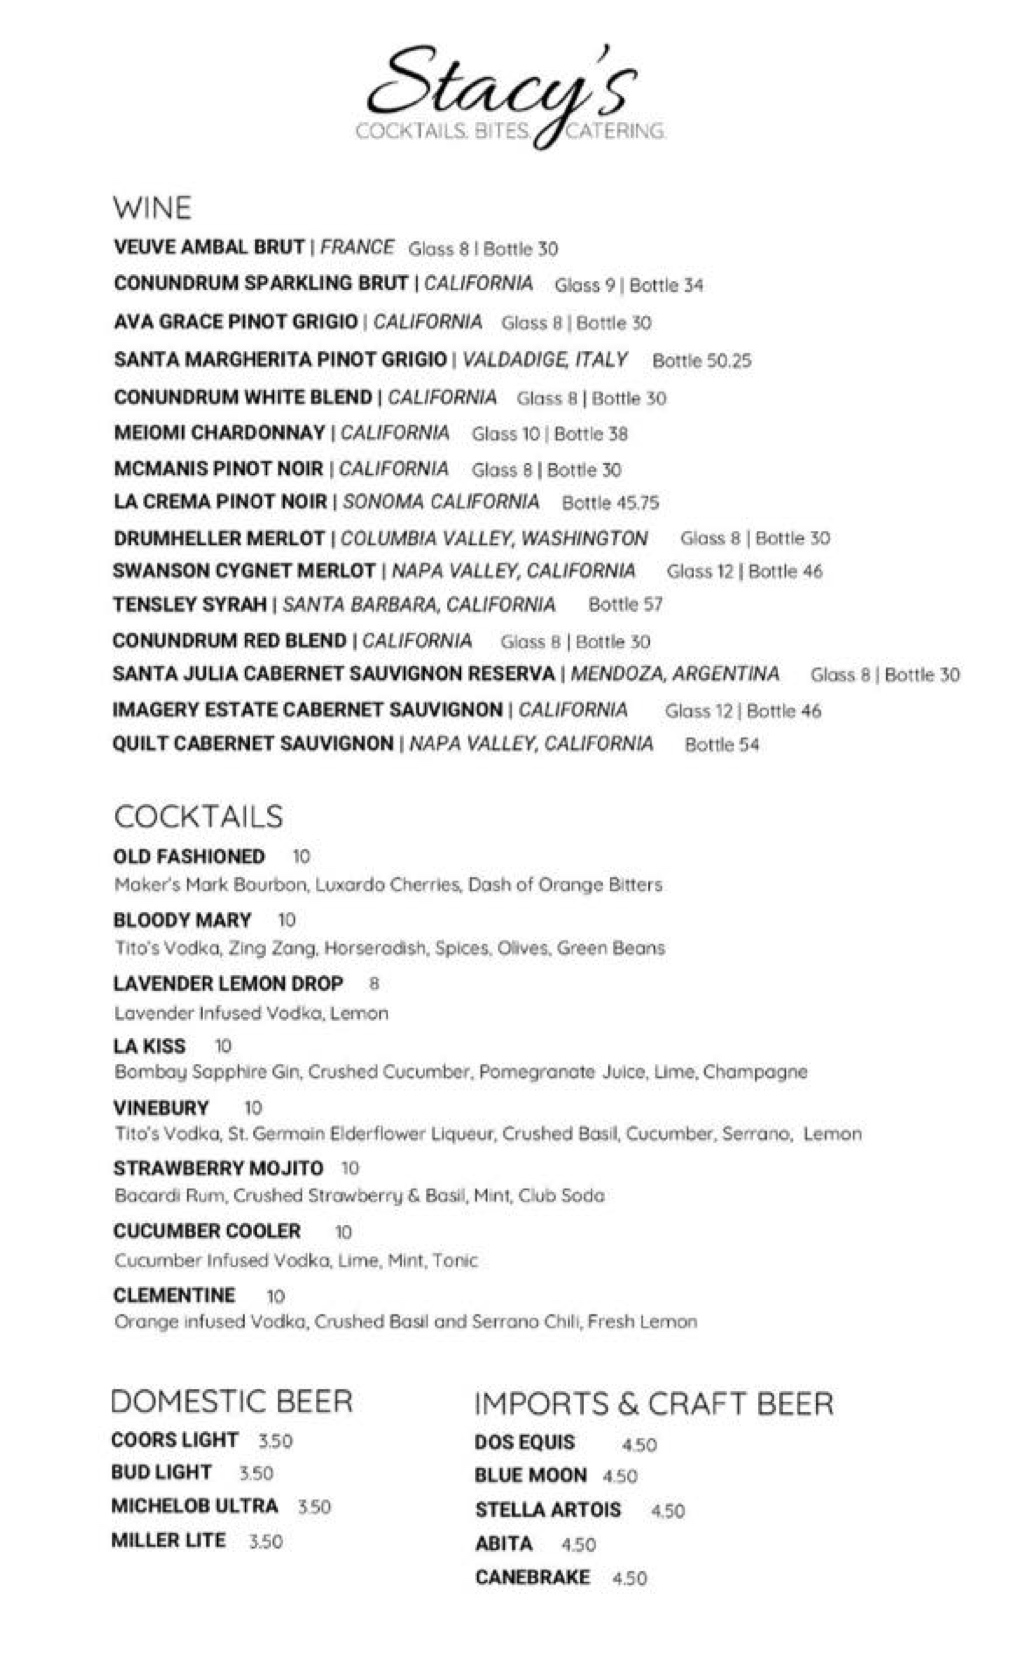 Stacy's
COCKTAILS. BITES. CATERING.
WINE
VEUVE AMBAL BRUT | FRANCE Glass 8 | Bottle 30
CONUNDRUM SPARKLING BRUT | CALIFORNIA Glass 9 | Bottle 34
AVA GRACE PINOT GRIGIO | CALIFORNIA Glass 8 | Bottle 30
SANTA MARGHERITA PINOT GRIGIO | VALDADIGE, ITALY Bottle 50.25
CONUNDRUM WHITE BLEND | CALIFORNIA Glass 8 | Bottle 30
MEIOMI CHARDONNAY | CALIFORNIA Glass 10 | Bottle 38
MCMANIS PINOT NOIR | CALIFORNIA Glass 8 | Bottle 30
LA CREMA PINOT NOIR | SONOMA CALIFORNIA Bottle 45.75
DRUMHELLER MERLOT | COLUMBIA VALLEY, WASHINGTON Glass 8 | Bottle 30
SWANSON CYGNET MERLOT | NAPA VALLEY, CALIFORNIA Glass 12 | Bottle 46
TENSLEY SYRAH | SANTA BARBARA, CALIFORNIA Bottle 57
CONUNDRUM RED BLEND | CALIFORNIA Glass 8 | Bottle 30
SANTA JULIA CABERNET SAUVIGNON RESERVA | MENDOZA, ARGENTINA Glass 8 | Bottle 30
IMAGERY ESTATE CABERNET SAUVIGNON | CALIFORNIA Glass 12 | Bottle 46
QUILT CABERNET SAUVIGNON | NAPA VALLEY, CALIFORNIA Bottle 54
COCKTAILS
OLD FASHIONED 10
Maker's Mark Bourbon, Luxardo Cherries, Dash of Orange Bitters
BLOODY MARY 10
Tito's Vodka, Zing Zang, Horseradish, Spices, Olives, Green Beans
LAVENDER LEMON DROP 8
Lavender Infused Vodka, Lemon
LA KISS 10
Bombay Sapphire Gin, Crushed Cucumber, Pomegranate Juice, Lime, Champagne
VINEBURY 10
Tito's Vodka, St. Germain Elderflower Liqueur, Crushed Basil, Cucumber, Serrano, Lemon
STRAWBERRY MOJITO 10
Bacardi Rum, Crushed Strawberry & Basil, Mint, Club Soda
CUCUMBER COOLER 10
Cucumber Infused Vodka, Lime, Mint, Tonic
CLEMENTINE 10
Orange infused Vodka, Crushed Basil and Serrano Chili, Fresh Lemon
DOMESTIC BEER
COORS LIGHT 3.50
BUD LIGHT 3.50
MICHELOB ULTRA 3.50
MILLER LITE 3.50
IMPORTS & CRAFT BEER
DOS EQUIS 4.50
BLUE MOON 4.50
STELLA ARTOIS 4.50
ABITA 4.50
CANEBRAKE 4.50